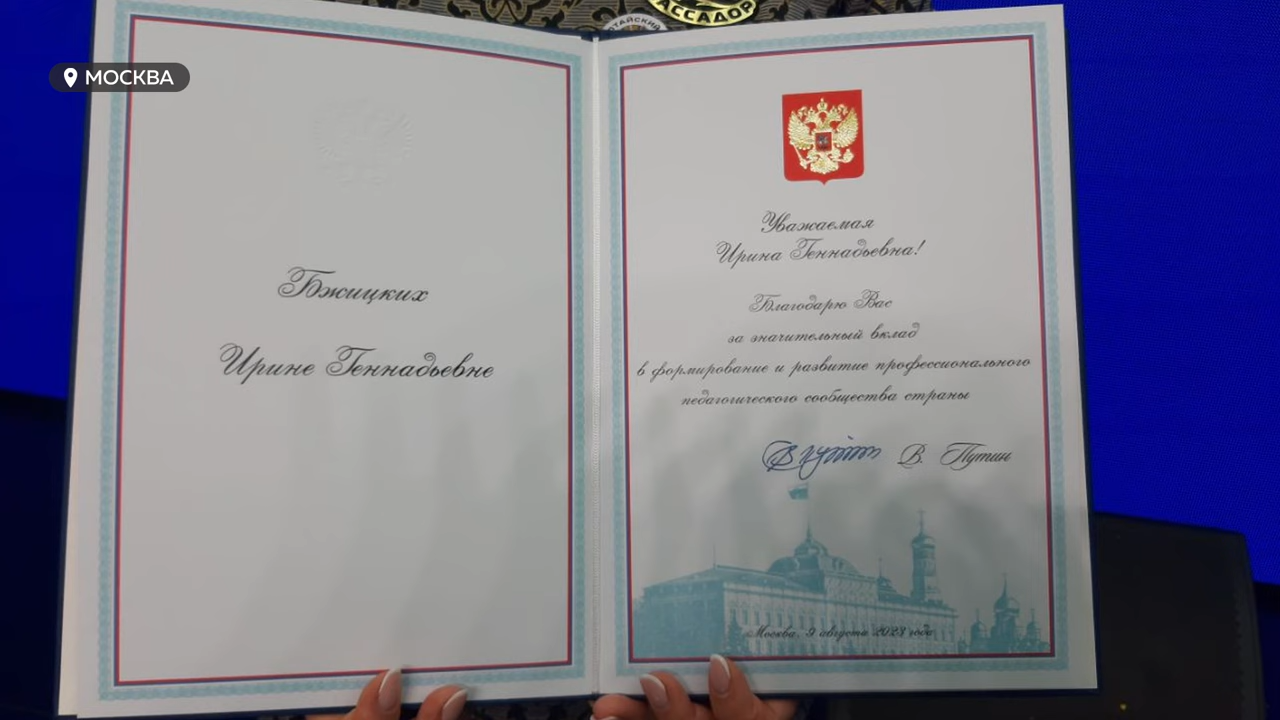 МОСКВА
АССАДОР
ТАЙСКИЙ
Бжицких
Ирине Геннадьевне
Уважаемая
Ирина Геннадьевна!
Благодарю Вас
за значительный вклад
в формирование и развитие профессионального
педагогического сообщества страны
В. Путин
Москва, 9 августа 2023 года